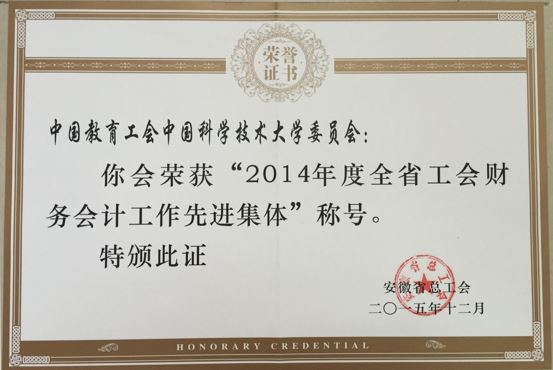 荣誉
证书
中国教育工会中国科学技术大学委员会：
你会荣获“2014年度全省工会财
务会计工作先进集体”称号。
特颁此证
安徽省总工会
二〇一五年十二月
HONORARY CREDENTIAL